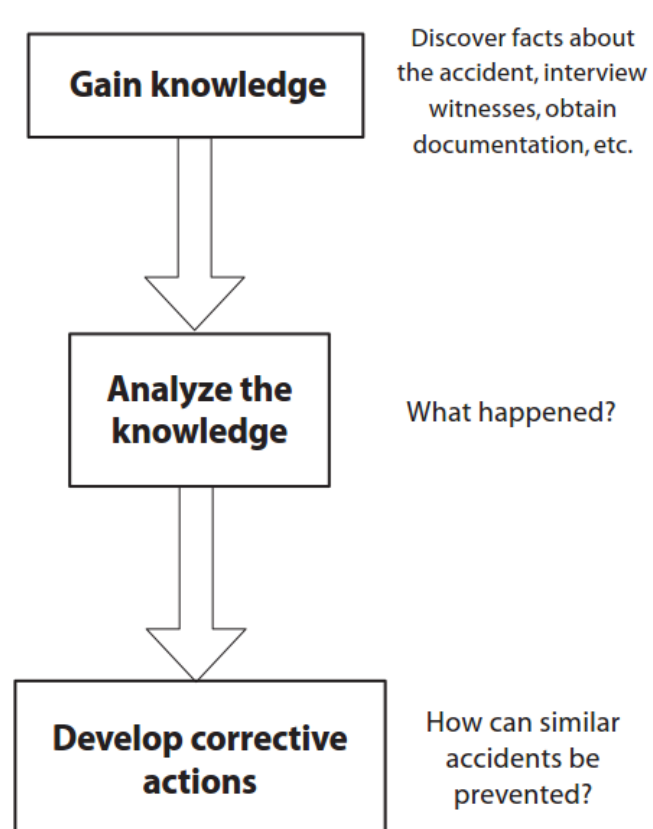 Gain knowledge
Discover facts about
the accident, interview
witnesses, obtain
documentation, etc.
Analyze the
knowledge
What happened?
Develop corrective
actions
How can similar
accidents be
prevented?